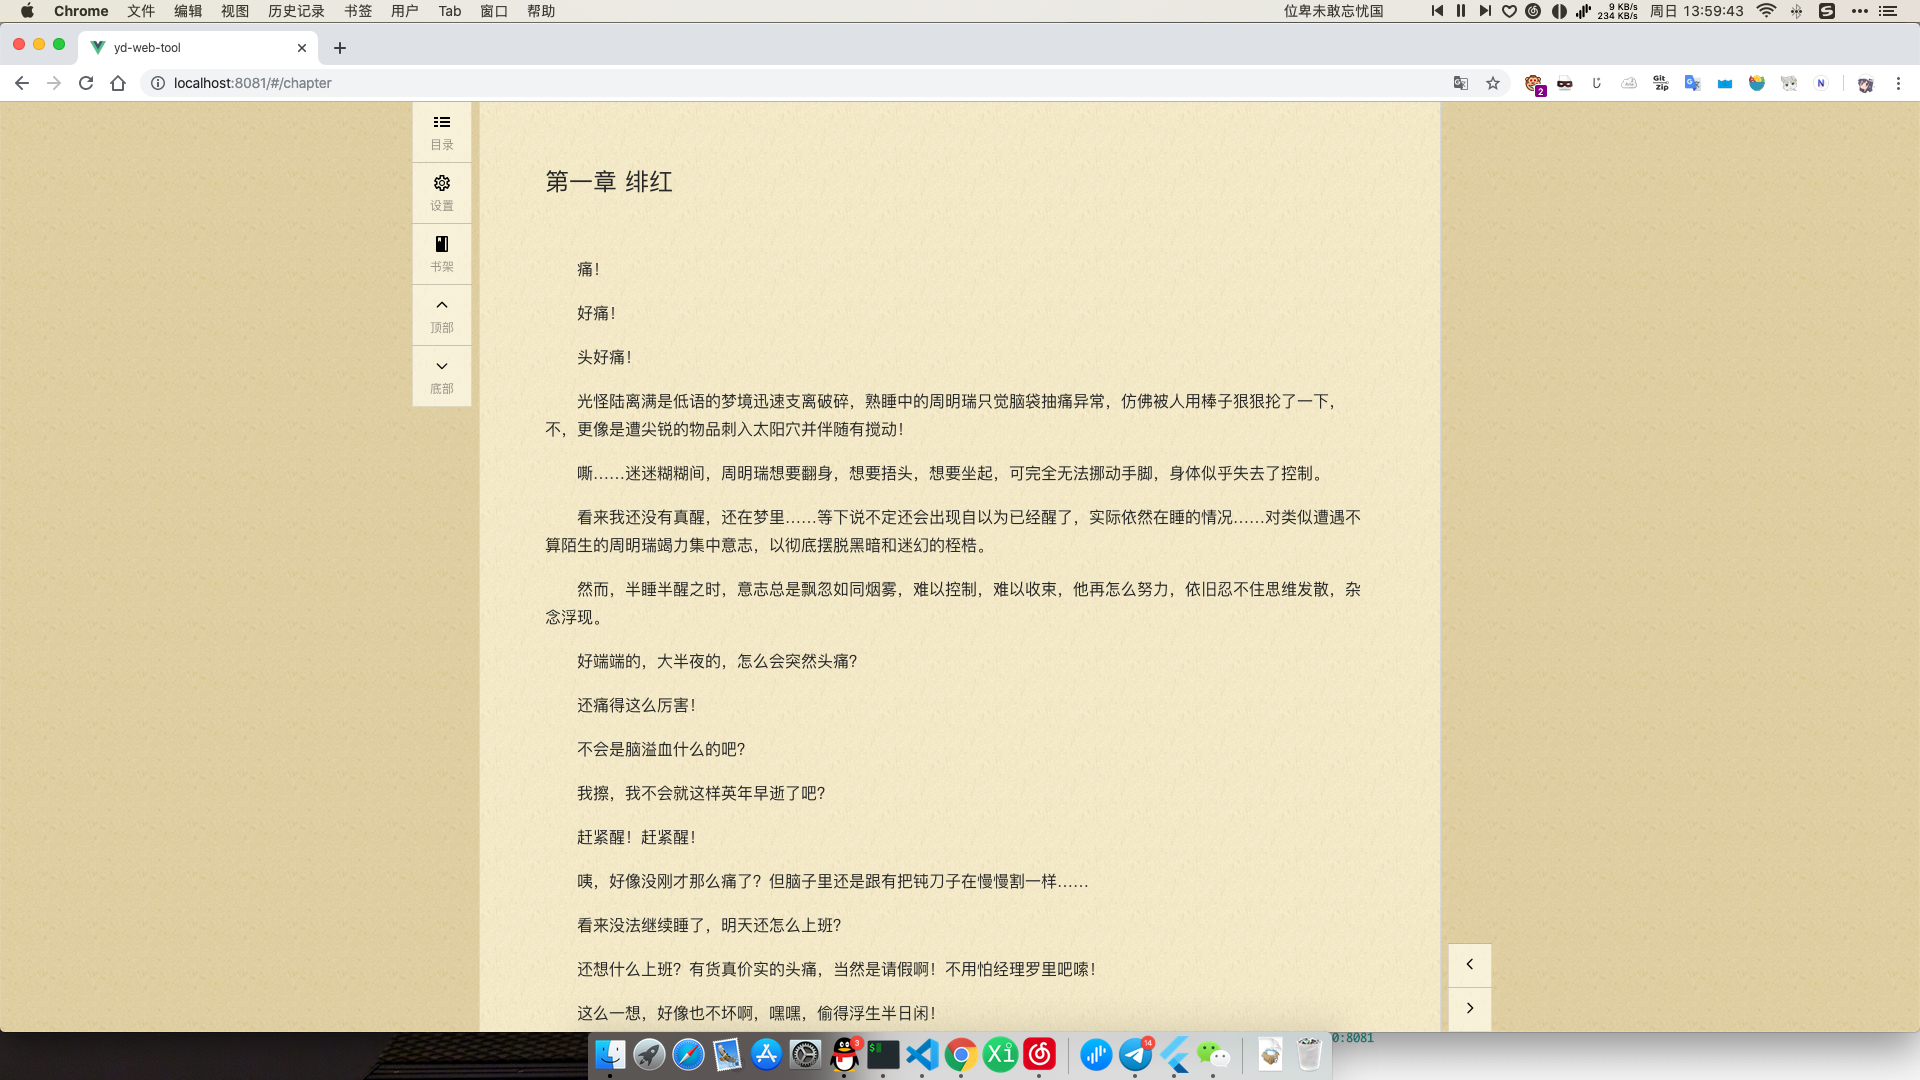 Chrome 文件 编辑 视图 历史记录 书签 用户 Tab 窗口 帮助 位卑未敢忘忧国 9 KB/s 234 KB/s 周日 13:59:43
yd-web-tool
localhost:8081/#/chapter
2
Git Zip
N
目录
设置
书架
顶部
底部
第一章 绯红
痛！
好痛！
头好痛！
光怪陆离满是低语的梦境迅速支离破碎，熟睡中的周明瑞只觉脑袋抽痛异常，仿佛被人用棒子狠狠抡了一下，
不，更像是遭尖锐的物品刺入太阳穴并伴随有搅动！
嘶……迷迷糊糊间，周明瑞想要翻身，想要捂头，想要坐起，可完全无法挪动手脚，身体似乎失去了控制。
看来我还没有真醒，还在梦里……等下说不定还会出现自以为已经醒了，实际依然在睡的情况……对类似遭遇不
算陌生的周明瑞竭力集中意志，以彻底摆脱黑暗和迷幻的桎梏。
然而，半睡半醒之时，意志总是飘忽如同烟雾，难以控制，难以收束，他再怎么努力，依旧忍不住思维发散，杂
念浮现。
好端端的，大半夜的，怎么会突然头痛？
还痛得这么厉害！
不会是脑溢血什么的吧？
我擦，我不会就这样英年早逝了吧？
赶紧醒！赶紧醒！
咦，好像没刚才那么痛了？但脑子里还是跟有把钝刀子在慢慢割一样……
看来没法继续睡了，明天还怎么上班？
还想什么上班？有货真价实的头痛，当然是请假啊！不用怕经理罗里吧嗦！
这么一想，好像也不坏啊，嘿嘿，偷得浮生半日闲！
0:8081
3
$
Xi
14